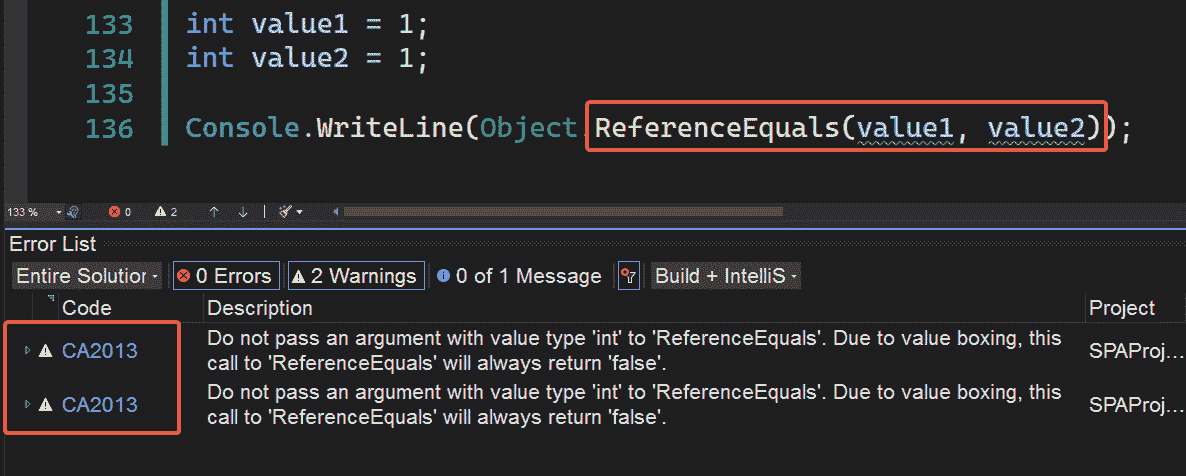 133 int value1 = 1;
134 int value2 = 1;
135
136 Console.WriteLine(Object.ReferenceEquals(value1, value2));
133 % 0 2
Error List
Entire Solution 0 Errors 2 Warnings 0 of 1 Message Build + IntelliS
Code Description Project
CA2013 Do not pass an argument with value type 'int' to 'ReferenceEquals'. Due to value boxing, this SPAProj...
call to 'ReferenceEquals' will always return 'false'.
CA2013 Do not pass an argument with value type 'int' to 'ReferenceEquals'. Due to value boxing, this SPAProj...
call to 'ReferenceEquals' will always return 'false'.